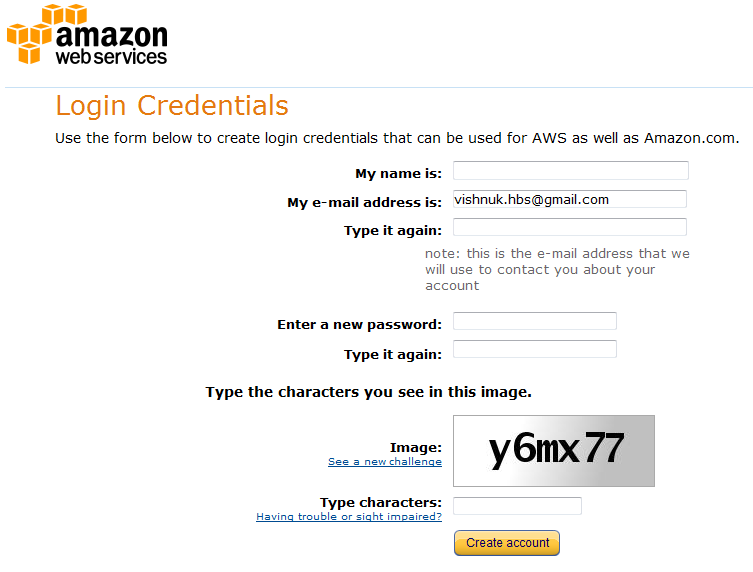 amazon
web services
Login Credentials
Use the form below to create login credentials that can be used for AWS as well as Amazon.com.
My name is:
My e-mail address is: vishnuk.hbs@gmail.com
Type it again:
note: this is the e-mail address that we
will use to contact you about your
account
Enter a new password:
Type it again:
Type the characters you see in this image.
Image: y6mx77
See a new challenge
Type characters:
Having trouble or sight impaired?
Create account